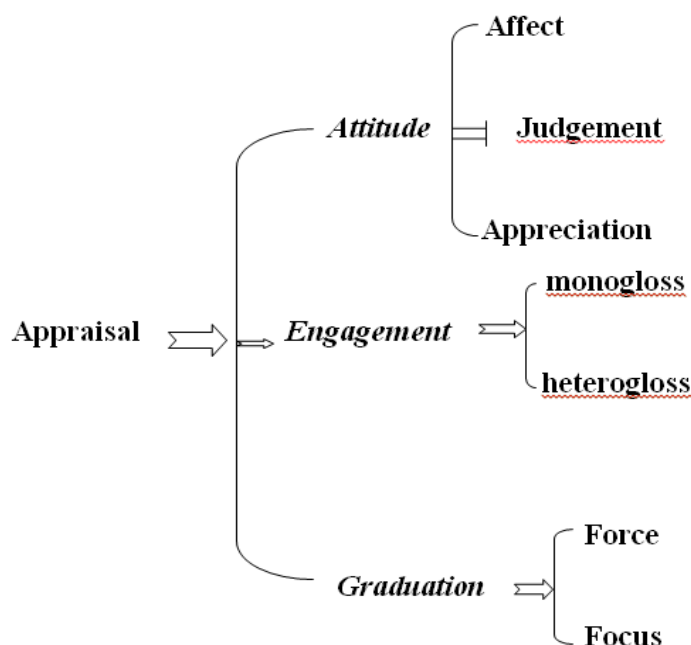 Affect
Attitude
Judgement
Appreciation
monogloss
Appraisal
Engagement
heterogloss
Force
Graduation
Focus